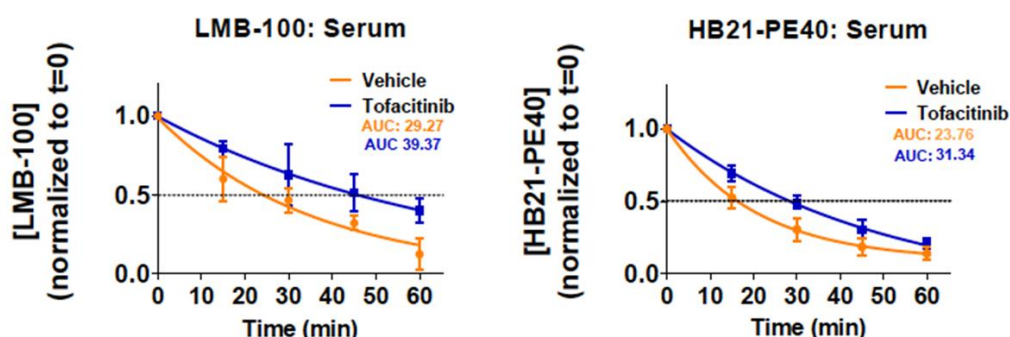 LMB-100: Serum
[LMB-100]
(normalized to t=0)
Vehicle
Tofacitinib
AUC: 29.27
AUC 39.37
1.0
0.5
0.0
0 10 20 30 40 50 60
Time (min)
HB21-PE40: Serum
[HB21-PE40]
(normalized to t=0)
Vehicle
Tofacitinib
AUC: 23.76
AUC: 31.34
1.0
0.5
0.0
0 10 20 30 40 50 60
Time (min)